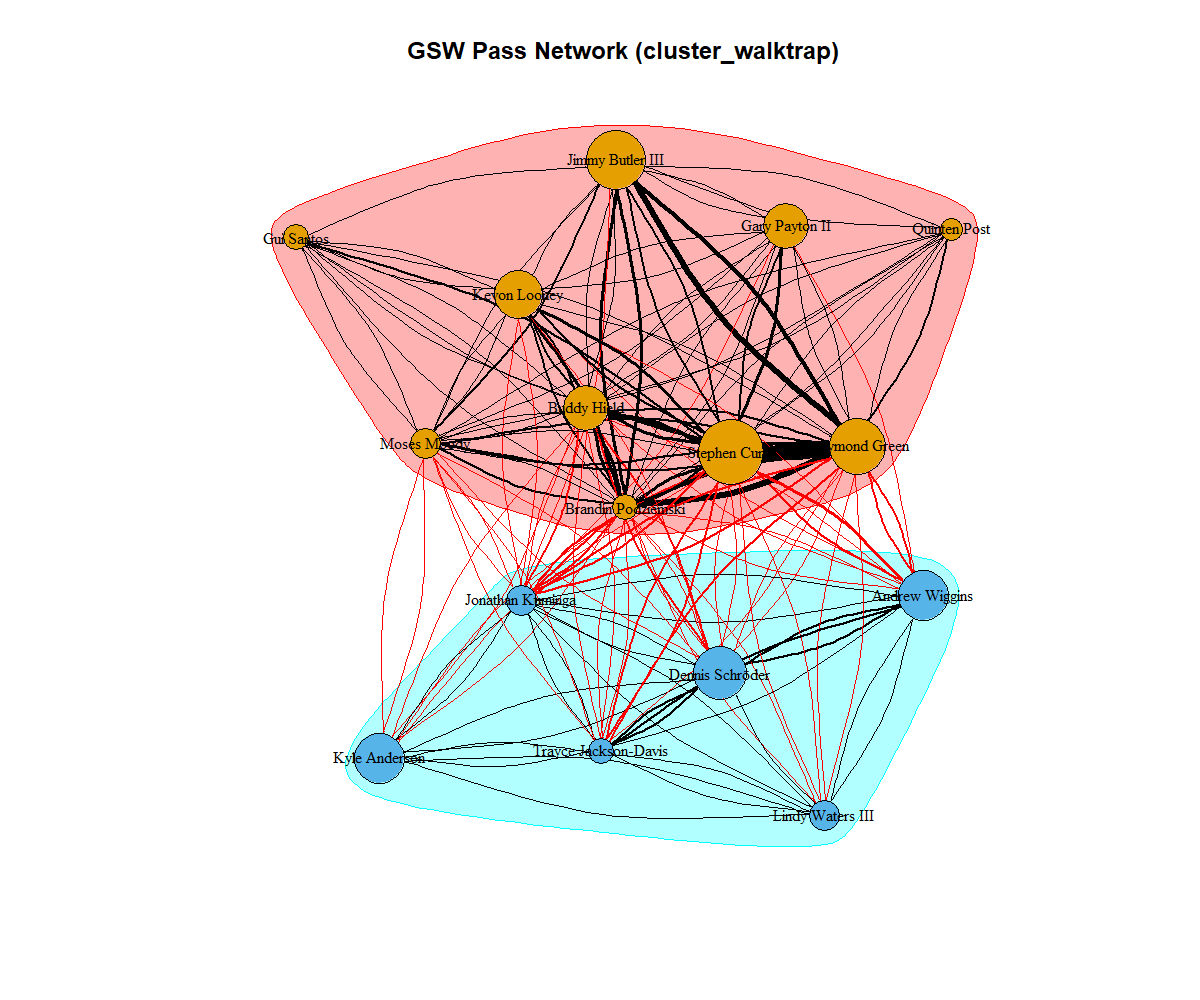 GSW Pass Network (cluster_walktrap)
Jimmy Butler III
Gary Payton II
Quinten Post
Gui Santos
Kevon Looney
Buddy Hield
Moses Moody
Stephen Cur
ymond Green
Brandin Podziemski
Andrew Wiggins
Jonathan Kuminga
Dennis Schröder
Trayce Jackson-Davis
Kyle Anderson
Lindy Waters III